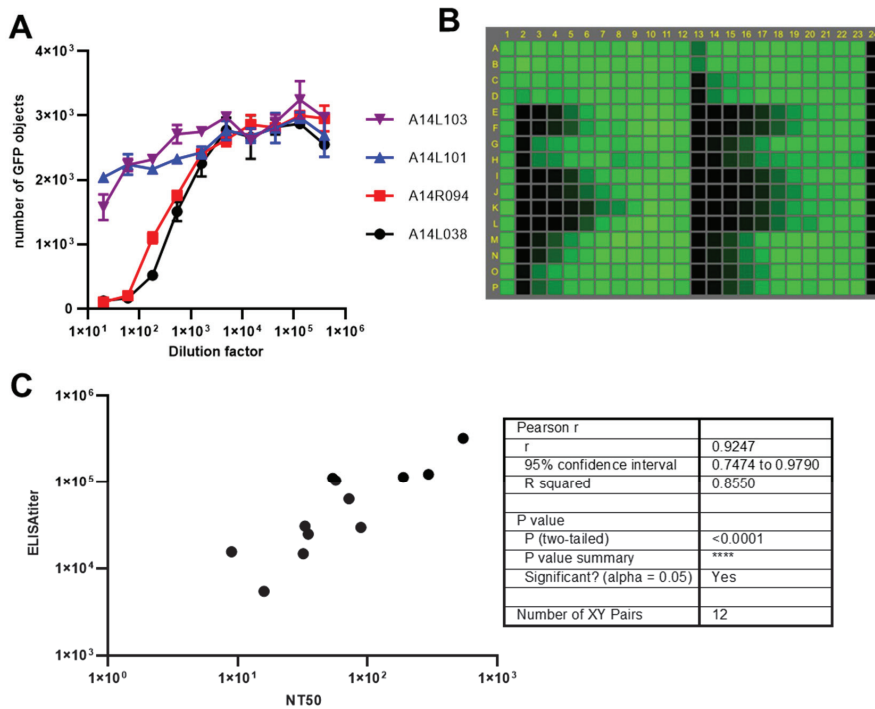 A
4×10³
3×10³
2×10³
1×10³
0
number of GFP objects
1×10¹ 1×10² 1×10³ 1×10⁴ 1×10⁵ 1×10⁶
Dilution factor
A14L103
A14L101
A14R094
A14L038
B
1 2 3 4 5 6 7 8 9 10 11 12 13 14 15 16 17 18 19 20 21 22 23 24
A
B
C
D
E
F
G
H
I
J
K
L
M
N
O
P
C
1×10⁶
1×10⁵
1×10⁴
1×10³
ELISAtiter
1×10⁰ 1×10¹ 1×10² 1×10³
NT50
Pearson r
r 0.9247
95% confidence interval 0.7474 to 0.9790
R squared 0.8550
P value
P (two-tailed) <0.0001
P value summary ****
Significant? (alpha = 0.05) Yes
Number of XY Pairs 12